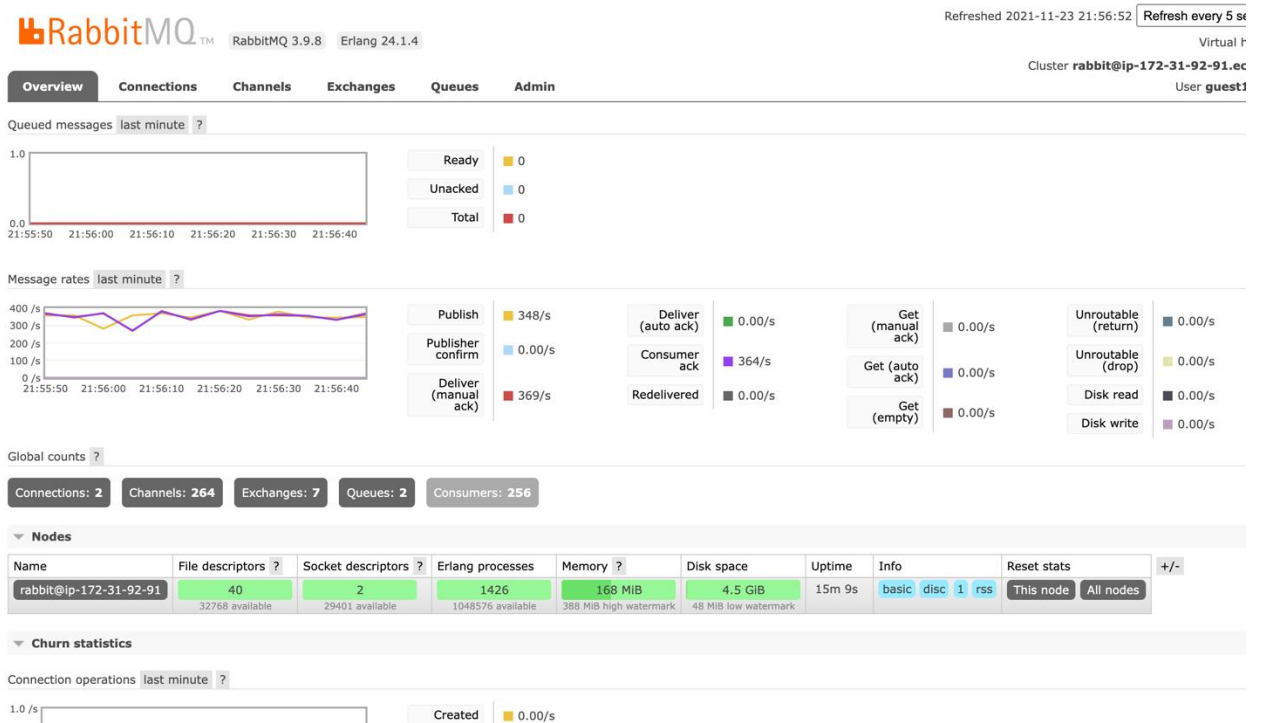 Refreshed 2021-11-23 21:56:52 Refresh every 5 se
RabbitMQ TM RabbitMQ 3.9.8 Erlang 24.1.4
Virtual h
Cluster rabbit@ip-172-31-92-91.ec
User guest1
Overview Connections Channels Exchanges Queues Admin
Queued messages last minute ?
1.0
0.0
21:55:50 21:56:00 21:56:10 21:56:20 21:56:30 21:56:40
Ready 0
Unacked 0
Total 0
Message rates last minute ?
400 /s
300 /s
200 /s
100 /s
0 /s
21:55:50 21:56:00 21:56:10 21:56:20 21:56:30 21:56:40
Publish 348/s
Publisher
confirm 0.00/s
Deliver
(manual
ack) 369/s
Deliver
(auto ack) 0.00/s
Consumer
ack 364/s
Redelivered 0.00/s
Get
(manual
ack) 0.00/s
Get (auto
ack) 0.00/s
Get
(empty) 0.00/s
Unroutable
(return) 0.00/s
Unroutable
(drop) 0.00/s
Disk read 0.00/s
Disk write 0.00/s
Global counts ?
Connections: 2 Channels: 264 Exchanges: 7 Queues: 2 Consumers: 256
Nodes
Name File descriptors ? Socket descriptors ? Erlang processes Memory ? Disk space Uptime Info Reset stats +/-
rabbit@ip-172-31-92-91 40 2 1426 168 MiB 4.5 GiB 15m 9s basic disc 1 rss This node All nodes
32768 available 29401 available 1048576 available 388 MiB high watermark 48 MiB low watermark
Churn statistics
Connection operations last minute ?
1.0 /s
Created 0.00/s